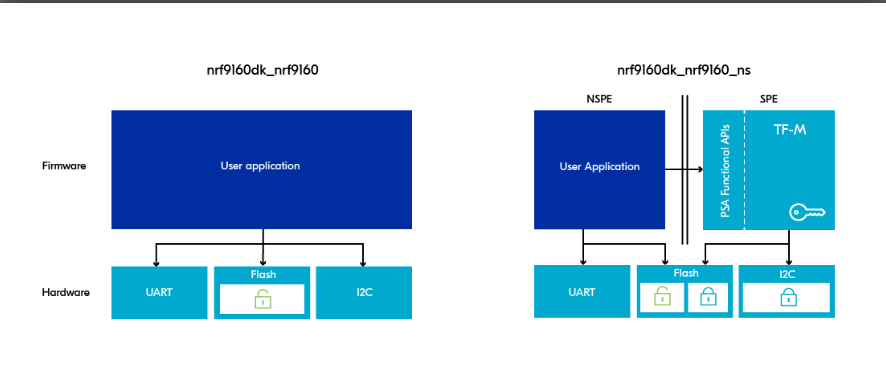 nrf9160dk_nrf9160
nrf9160dk_nrf9160_ns
NSPE
SPE
Firmware
User application
User Application
PSA Functional APIs
TF-M
Hardware
UART
Flash
I2C
UART
Flash
I2C